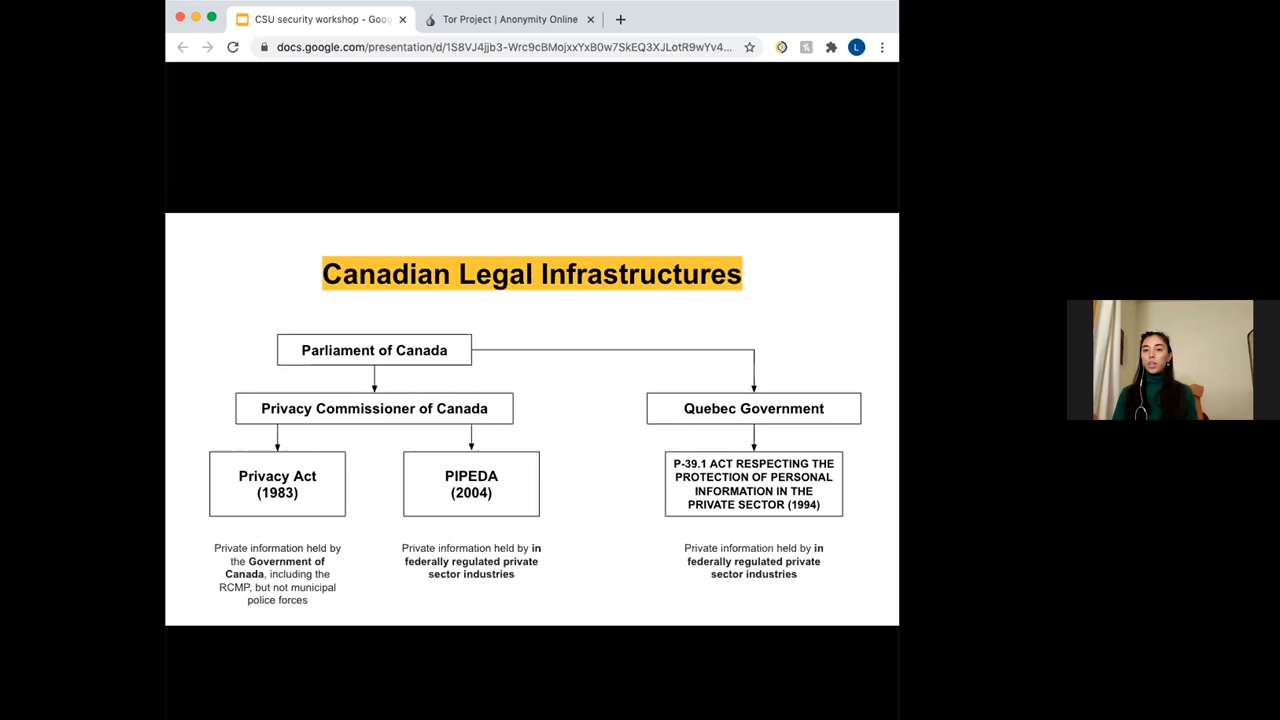 CSU security workshop - Goog
Tor Project | Anonymity Online
docs.google.com/presentation/d/1S8VJ4jjb3-Wrc9cBMojxxYxB0w7SkEQ3XJLotR9wYv4...
L
Canadian Legal Infrastructures
Parliament of Canada
Privacy Commissioner of Canada
Quebec Government
Privacy Act
(1983)
PIPEDA
(2004)
P-39.1 ACT RESPECTING THE
PROTECTION OF PERSONAL
INFORMATION IN THE
PRIVATE SECTOR (1994)
Private information held by
the Government of
Canada, including the
RCMP, but not municipal
police forces
Private information held by in
federally regulated private
sector industries
Private information held by in
federally regulated private
sector industries